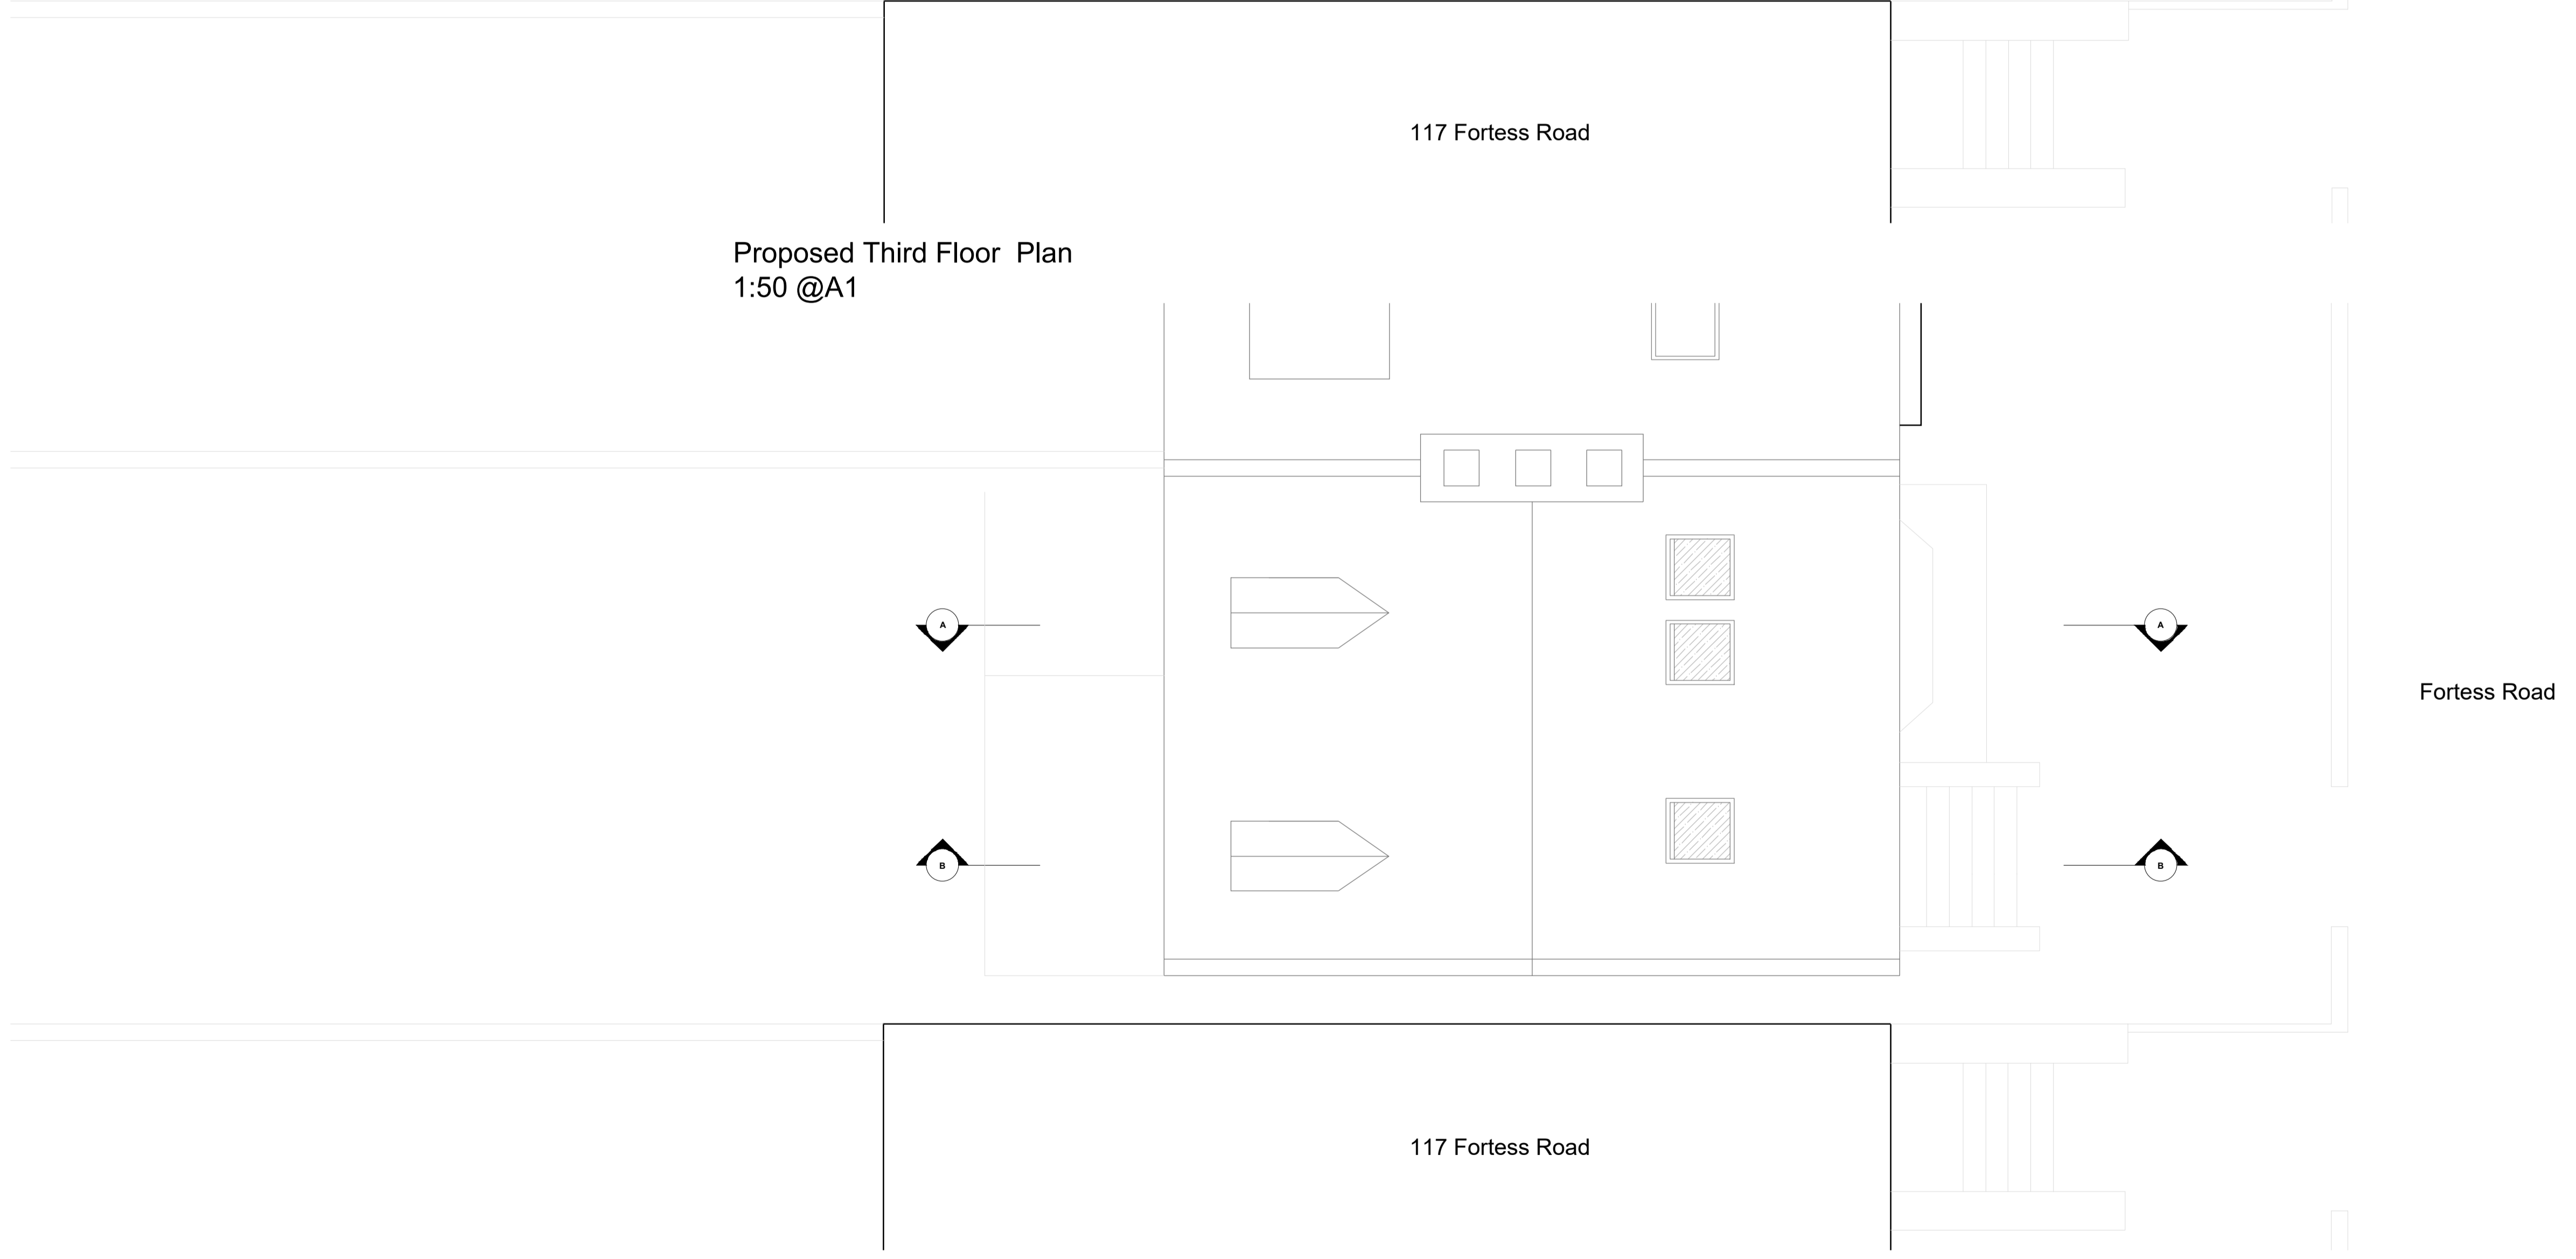 117 Fortess Road
Proposed Third Floor  Plan
1:50 @A1
A
A
Fortess Road
B
B
117 Fortess Road